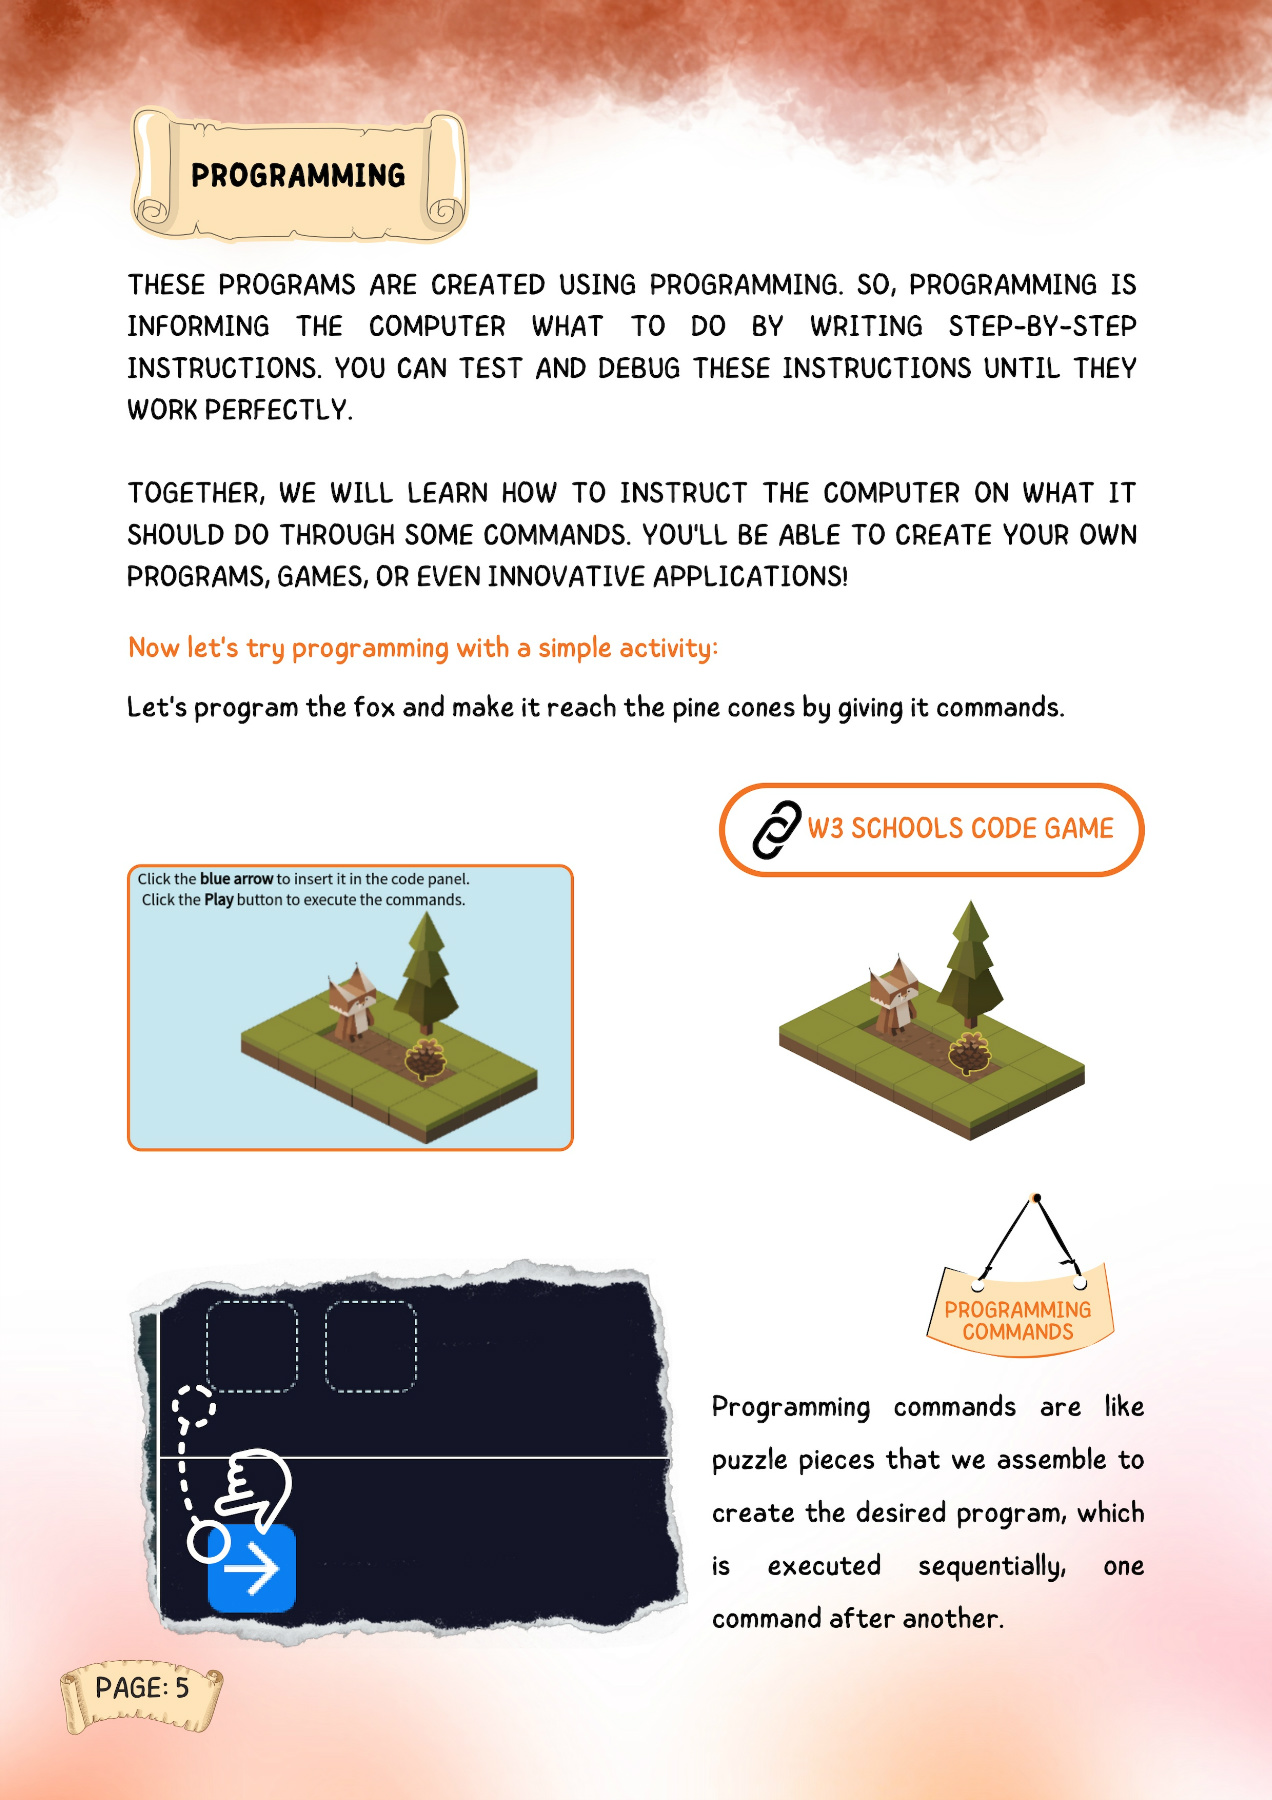 PROGRAMMING
THESE PROGRAMS ARE CREATED USING PROGRAMMING. SO, PROGRAMMING IS
INFORMING THE COMPUTER WHAT TO DO BY WRITING STEP-BY-STEP
INSTRUCTIONS. YOU CAN TEST AND DEBUG THESE INSTRUCTIONS UNTIL THEY
WORK PERFECTLY.
TOGETHER, WE WILL LEARN HOW TO INSTRUCT THE COMPUTER ON WHAT IT
SHOULD DO THROUGH SOME COMMANDS. YOU'LL BE ABLE TO CREATE YOUR OWN
PROGRAMS, GAMES, OR EVEN INNOVATIVE APPLICATIONS!
Now let's try programming with a simple activity:
Let's program the fox and make it reach the pine cones by giving it commands.
W3 SCHOOLS CODE GAME
Click the blue arrow to insert it in the code panel.
Click the Play button to execute the commands.
PROGRAMMING
COMMANDS
Programming commands are like
puzzle pieces that we assemble to
create the desired program, which
is executed sequentially, one
command after another.
PAGE: 5